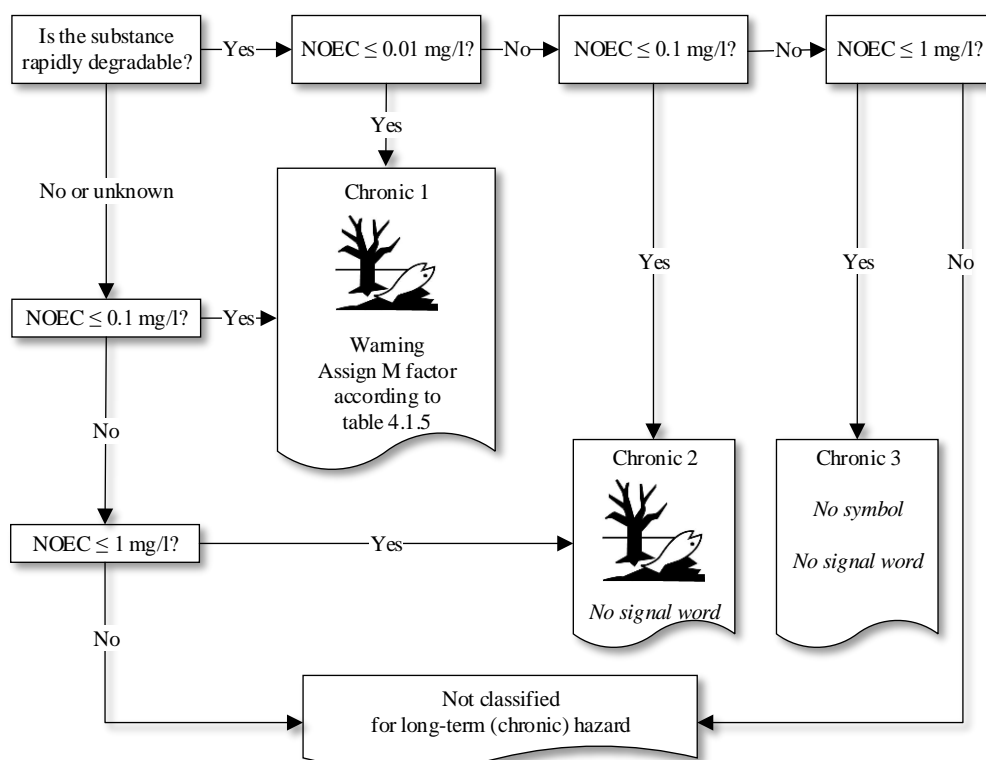 Is the substance
rapidly degradable?
Yes
NOEC ≤ 0.01 mg/l?
No
NOEC ≤ 0.1 mg/l?
No
NOEC ≤ 1 mg/l?
Yes
No or unknown
Chronic 1
Yes
Yes
No
NOEC ≤ 0.1 mg/l?
Yes
Warning
Assign M factor
according to
table 4.1.5
No
Chronic 2
Chronic 3
No symbol
NOEC ≤ 1 mg/l?
Yes
No signal word
No signal word
No
Not classified
for long-term (chronic) hazard